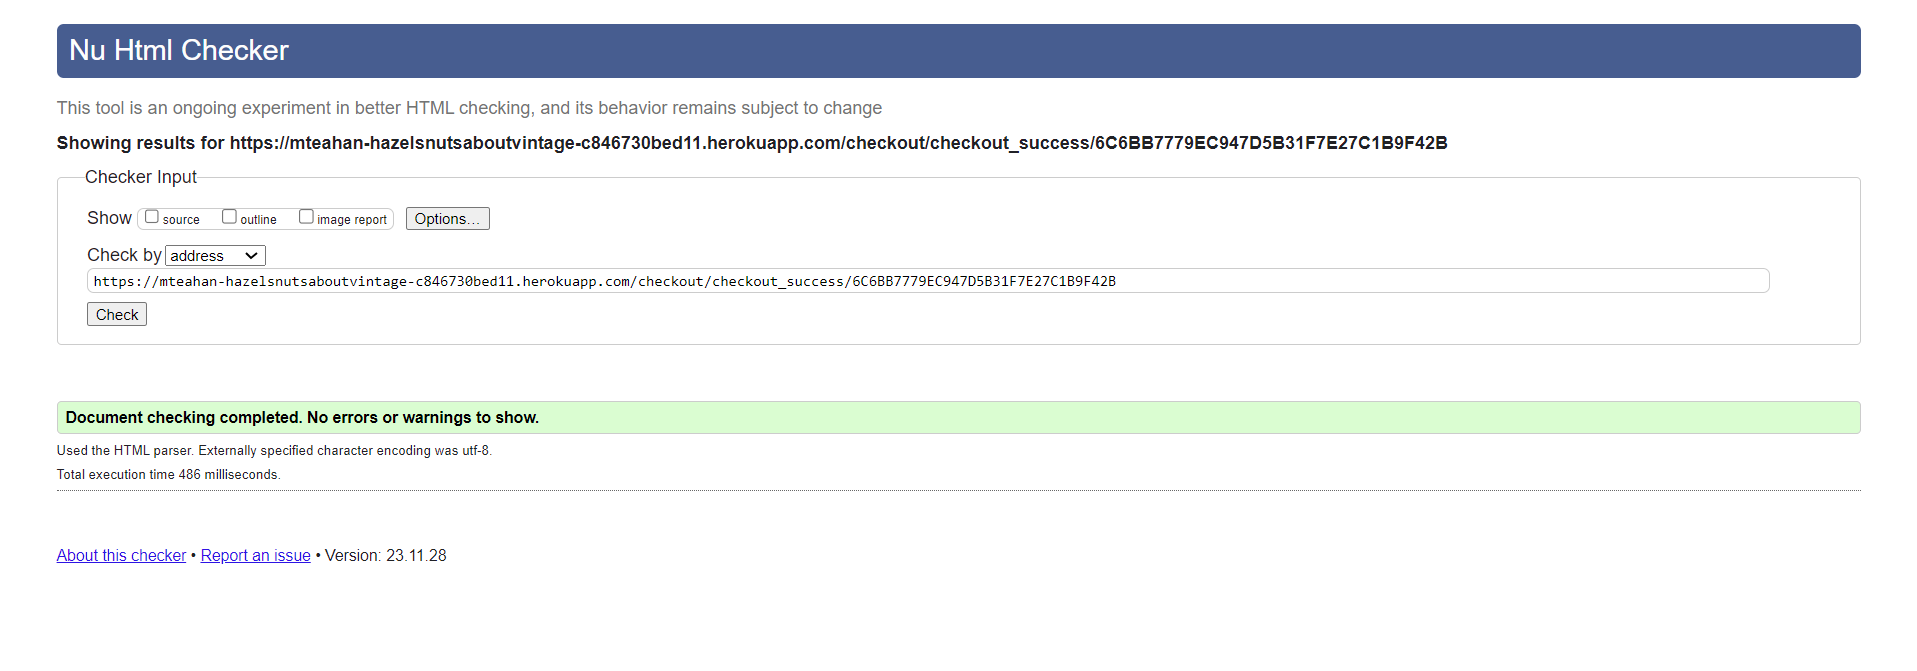 Nu Html Checker
This tool is an ongoing experiment in better HTML checking, and its behavior remains subject to change
Showing results for https://mteahan-hazelsnutsaboutvintage-c846730bed11.herokuapp.com/checkout/checkout_success/6C6BB7779EC947D5B31F7E27C1B9F42B
Checker Input
Show source outline image report Options...
Check by address
https://mteahan-hazelsnutsaboutvintage-c846730bed11.herokuapp.com/checkout/checkout_success/6C6BB7779EC947D5B31F7E27C1B9F42B
Check
Document checking completed. No errors or warnings to show.
Used the HTML parser. Externally specified character encoding was utf-8.
Total execution time 486 milliseconds.
About this checker • Report an issue • Version: 23.11.28